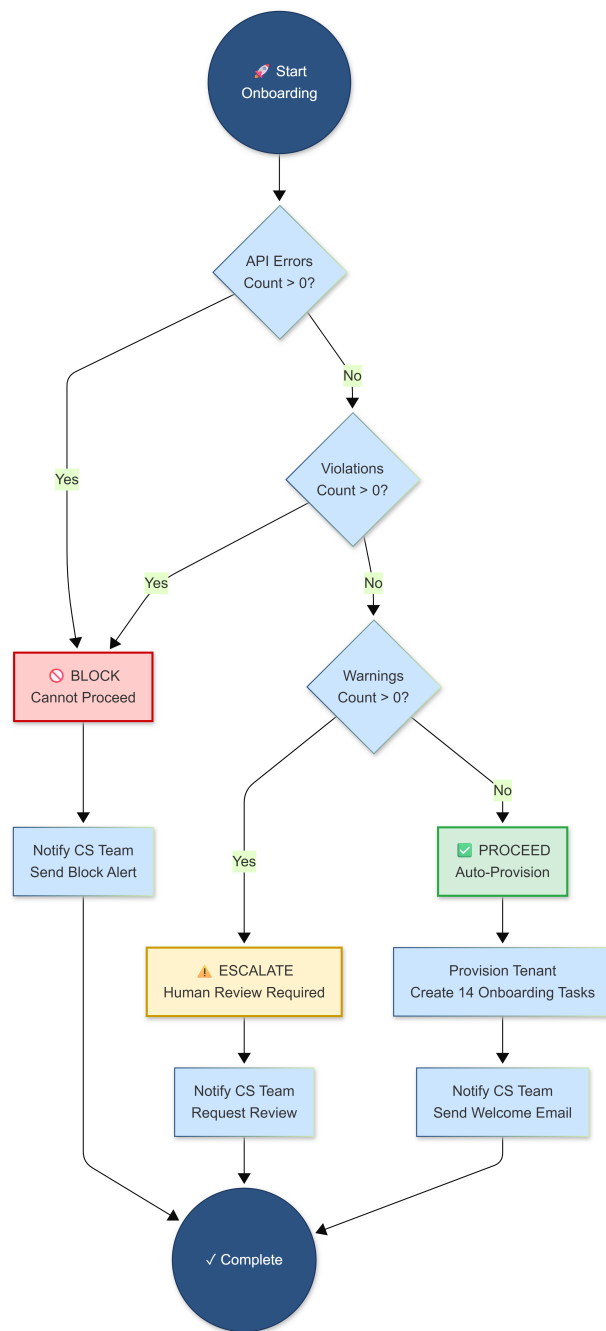 🚀 Start
Onboarding
API Errors
Count > 0?
No
Yes
Violations
Count > 0?
Yes
No
🚫 BLOCK
Cannot Proceed
Warnings
Count > 0?
No
Yes
Notify CS Team
Send Block Alert
✅ PROCEED
Auto-Provision
⚠️ ESCALATE
Human Review Required
Provision Tenant
Create 14 Onboarding Tasks
Notify CS Team
Request Review
Notify CS Team
Send Welcome Email
✓ Complete